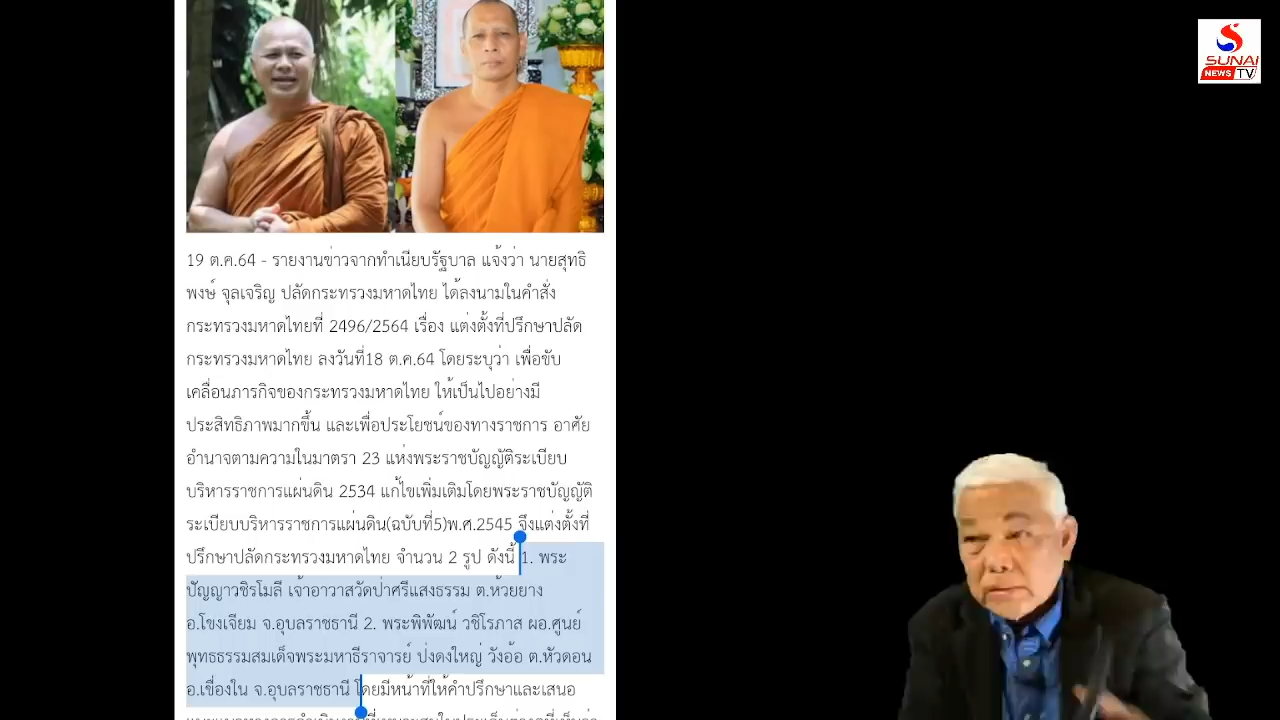 SUNAI
NEWS TV
19 ต.ค.64 - รายงานข่าวจากทำเนียบรัฐบาล แจ้งว่า นายสุทธิ
พงษ์ จุลเจริญ ปลัดกระทรวงมหาดไทย ได้ลงนามในคำสั่ง
กระทรวงมหาดไทยที่ 2496/2564 เรื่อง แต่งตั้งที่ปรึกษาปลัด
กระทรวงมหาดไทย ลงวันที่18 ต.ค.64 โดยระบุว่า เพื่อขับ
เคลื่อนภารกิจของกระทรวงมหาดไทย ให้เป็นไปอย่างมี
ประสิทธิภาพมากขึ้น และเพื่อประโยชน์ของทางราชการ อาศัย
อำนาจตามความในมาตรา 23 แห่งพระราชบัญญัติระเบียบ
บริหารราชการแผ่นดิน 2534 แก้ไขเพิ่มเติมโดยพระราชบัญญัติ
ระเบียบบริหารราชการแผ่นดิน(ฉบับที่5)พ.ศ.2545 จึงแต่งตั้งที่
ปรึกษาปลัดกระทรวงมหาดไทย จำนวน 2 รูป ดังนี้ 1. พระ
ปัญญาวชิรโมลี เจ้าอาวาสวัดป่าศรีแสงธรรม ต.ห้วยยาง
อ.โขงเจียม จ.อุบลราชธานี 2. พระพิพัฒน์ วชิโรภาส ผอ.ศูนย์
พุทธธรรมสมเด็จพระมหาธีราจารย์ ปงดงใหญ่ วังอ้อ ต.หัวดอน
อ.เขื่องใน จ.อุบลราชธานี โดยมีหน้าที่ให้คำปรึกษาและเสนอ